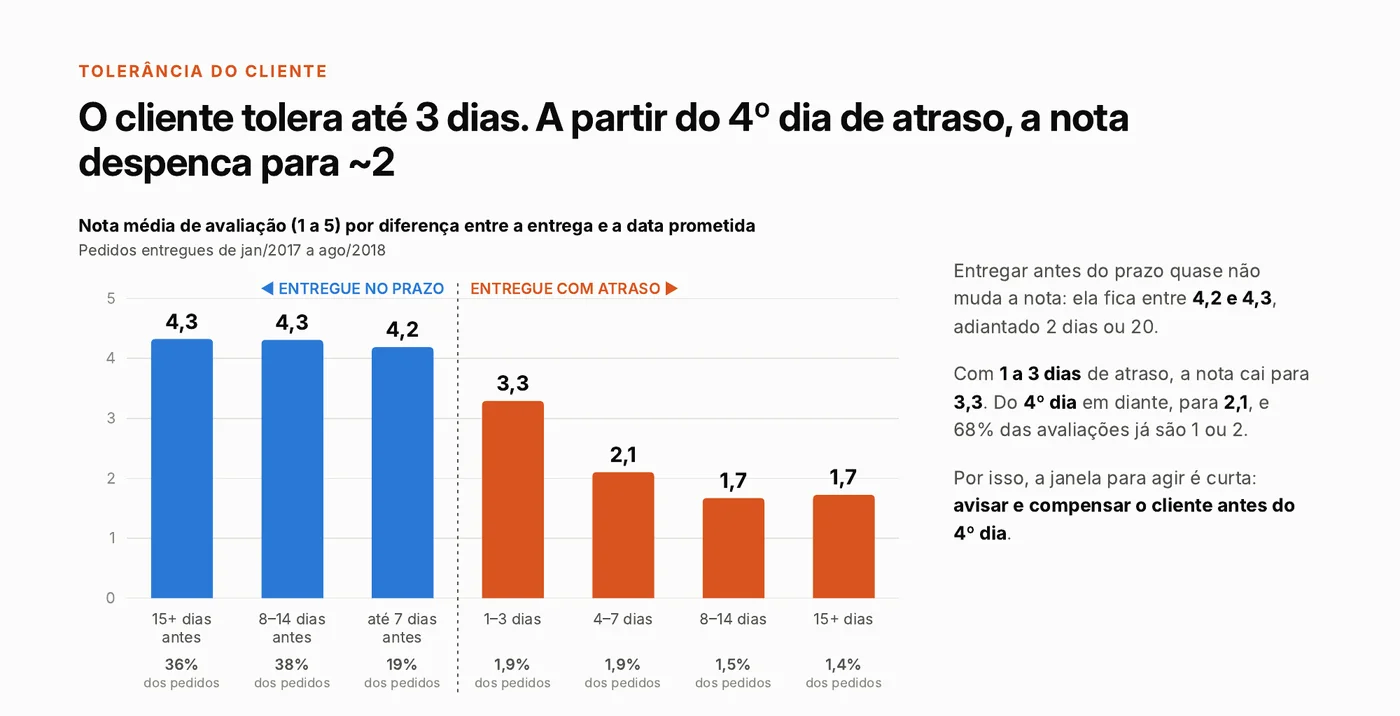 TOLERÂNCIA DO CLIENTE
O cliente tolera até 3 dias. A partir do 4º dia de atraso, a nota
despenca para ~2
Nota média de avaliação (1 a 5) por diferença entre a entrega e a data prometida
Pedidos entregues de jan/2017 a ago/2018
◀ ENTREGUE NO PRAZO
ENTREGUE COM ATRASO ▶
5
4
3
2
1
0
4,3
4,3
4,2
3,3
2,1
1,7
1,7
15+ dias
antes
8–14 dias
antes
até 7 dias
antes
1–3 dias
4–7 dias
8–14 dias
15+ dias
36%
dos pedidos
38%
dos pedidos
19%
dos pedidos
1,9%
dos pedidos
1,9%
dos pedidos
1,5%
dos pedidos
1,4%
dos pedidos
Entregar antes do prazo quase não
muda a nota: ela fica entre 4,2 e 4,3,
adiantado 2 dias ou 20.
Com 1 a 3 dias de atraso, a nota cai para
3,3. Do 4º dia em diante, para 2,1, e
68% das avaliações já são 1 ou 2.
Por isso, a janela para agir é curta:
avisar e compensar o cliente antes do
4º dia.